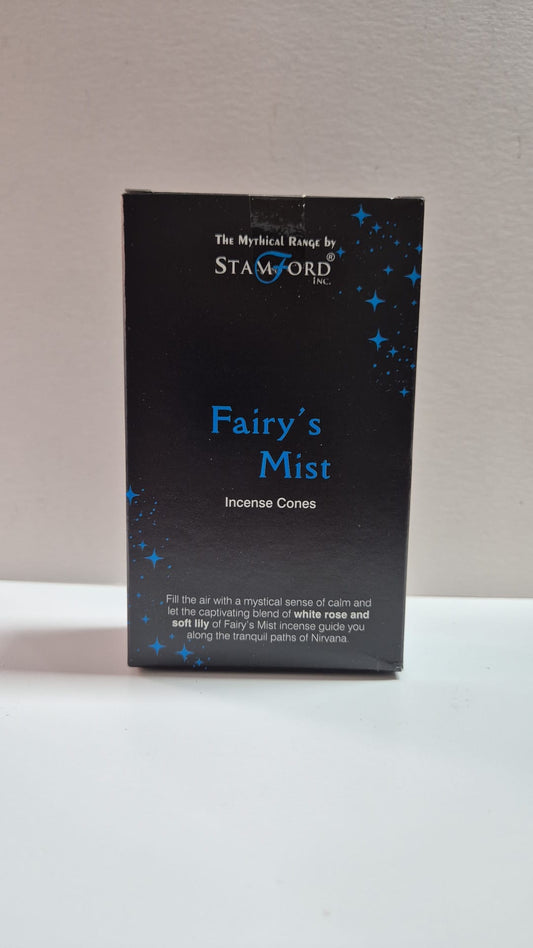 The Mythical Range by
STAMFORD®
INC.
Fairy's
Mist
Incense Cones
Fill the air with a mystical sense of calm and
let the captivating blend of white rose and
soft lily of Fairy's Mist incense guide you
along the tranquil paths of Nirvana.